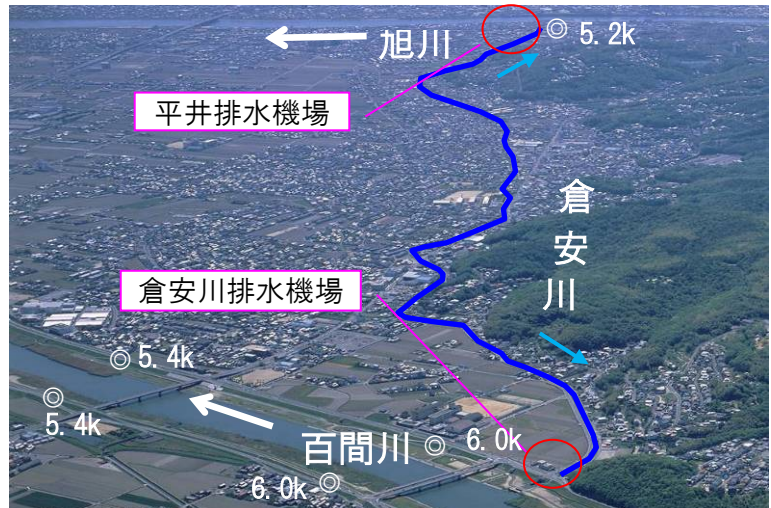 旭川
◎ 5.2k
平井排水機場
倉安川
倉安川排水機場
◎ 5.4k
◎
5.4k
百間川 ◎ 6.0k
6.0k ◎